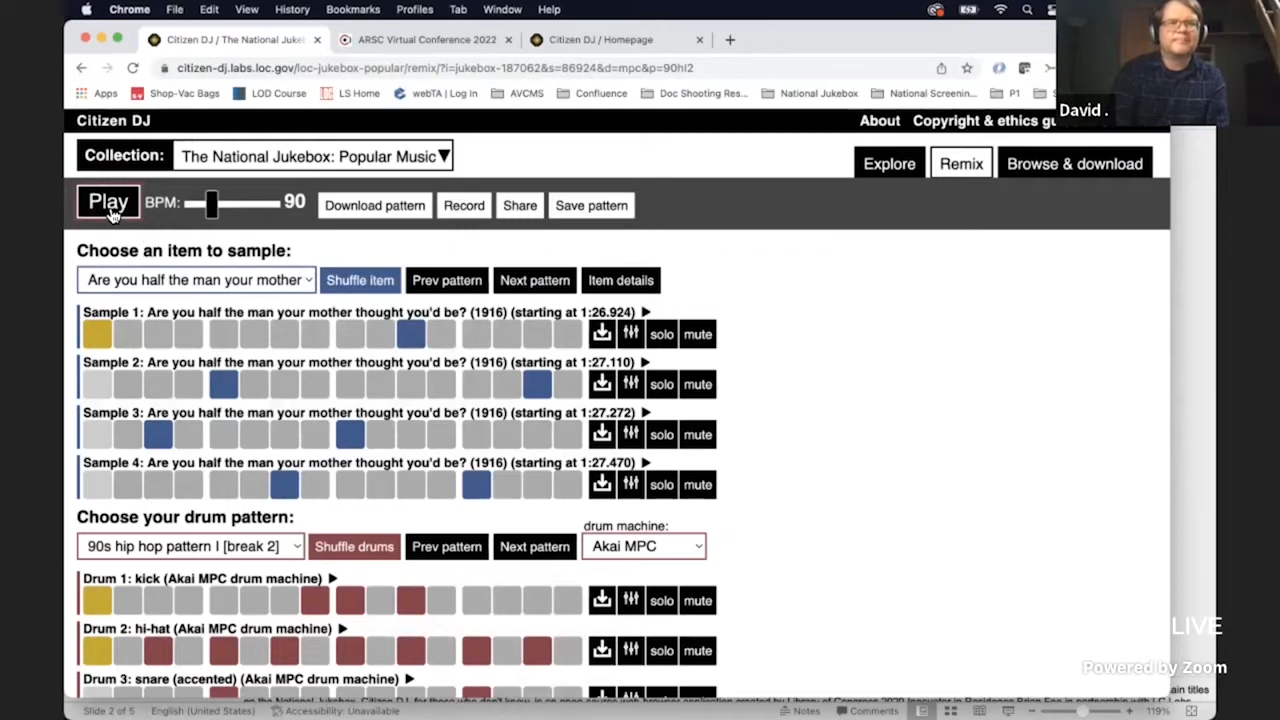 Chrome File Edit View History Bookmarks Profiles Tab Window Help
Citizen DJ / The National Jukeb
ARSC Virtual Conference 2022
Citizen DJ / Homepage
citizen-dj.labs.loc.gov/loc-jukebox-popular/remix/?i=jukebox-187062&s=86924&d=mpc&p=90hl2
Apps Shop-Vac Bags LOD Course LS Home webTA | Log In AVCMS Confluence Doc Shooting Res... National Jukebox National Screenin... P1
David .
Citizen DJ About Copyright & ethics gu
Collection: The National Jukebox: Popular Music
Explore Remix Browse & download
Play BPM: 90 Download pattern Record Share Save pattern
Choose an item to sample:
Are you half the man your mother Shuffle item Prev pattern Next pattern Item details
Sample 1: Are you half the man your mother thought you'd be? (1916) (starting at 1:26.924)
solo mute
Sample 2: Are you half the man your mother thought you'd be? (1916) (starting at 1:27.110)
solo mute
Sample 3: Are you half the man your mother thought you'd be? (1916) (starting at 1:27.272)
solo mute
Sample 4: Are you half the man your mother thought you'd be? (1916) (starting at 1:27.470)
solo mute
Choose your drum pattern:
drum machine:
90s hip hop pattern I [break 2] Shuffle drums Prev pattern Next pattern Akai MPC
Drum 1: kick (Akai MPC drum machine)
solo mute
Drum 2: hi-hat (Akai MPC drum machine)
solo mute
Drum 3: snare (accented) (Akai MPC drum machine)
LIVE
Powered by Zoom
ain titles
Slide 2 of 5 English (United States) Accessibility: Unavailable Notes Comments 119%